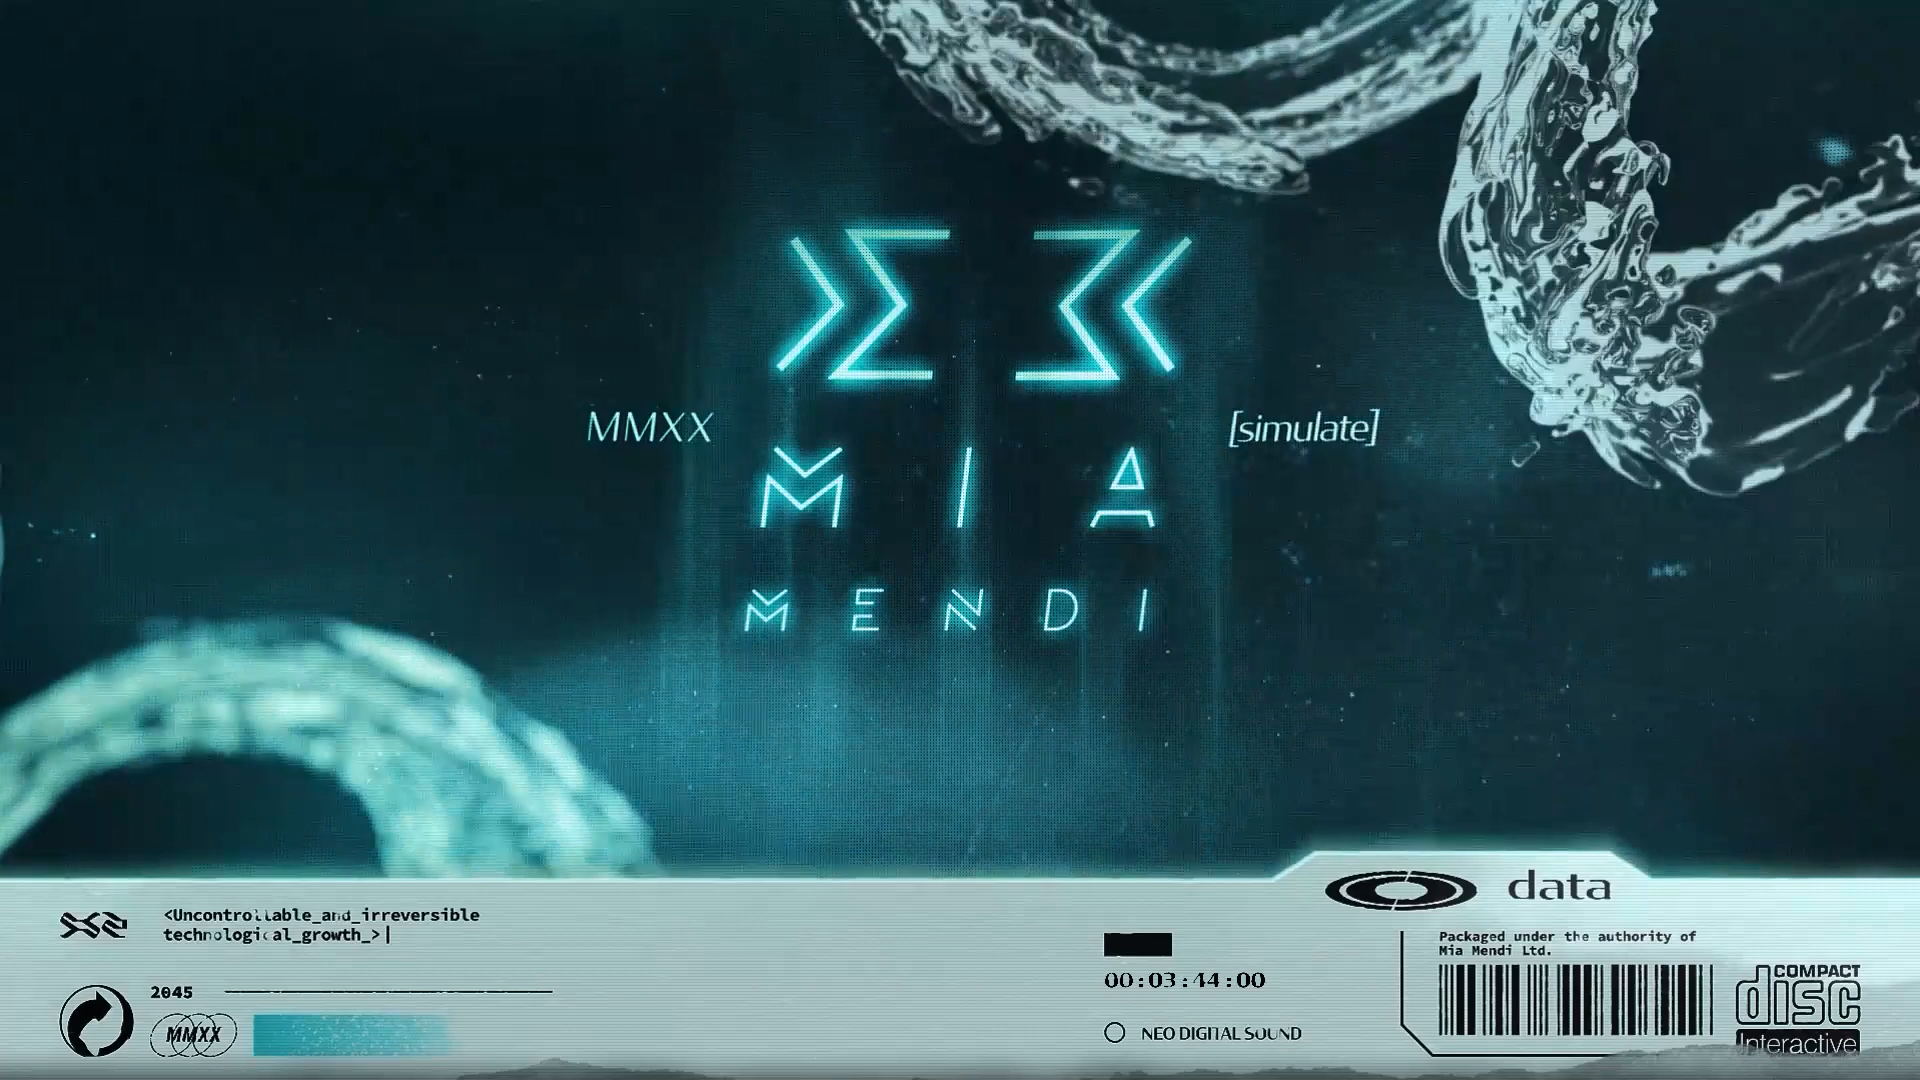 MMXX
[simulate]
MIA
MENDI
data
<Uncontrollable_and_irreversible
technological_growth_>|
Packaged under the authority of
Mia Mendi Ltd.
00:03:44:00
2045
MMXX
NEO DIGITAL SOUND
COMPACT
disc
Interactive